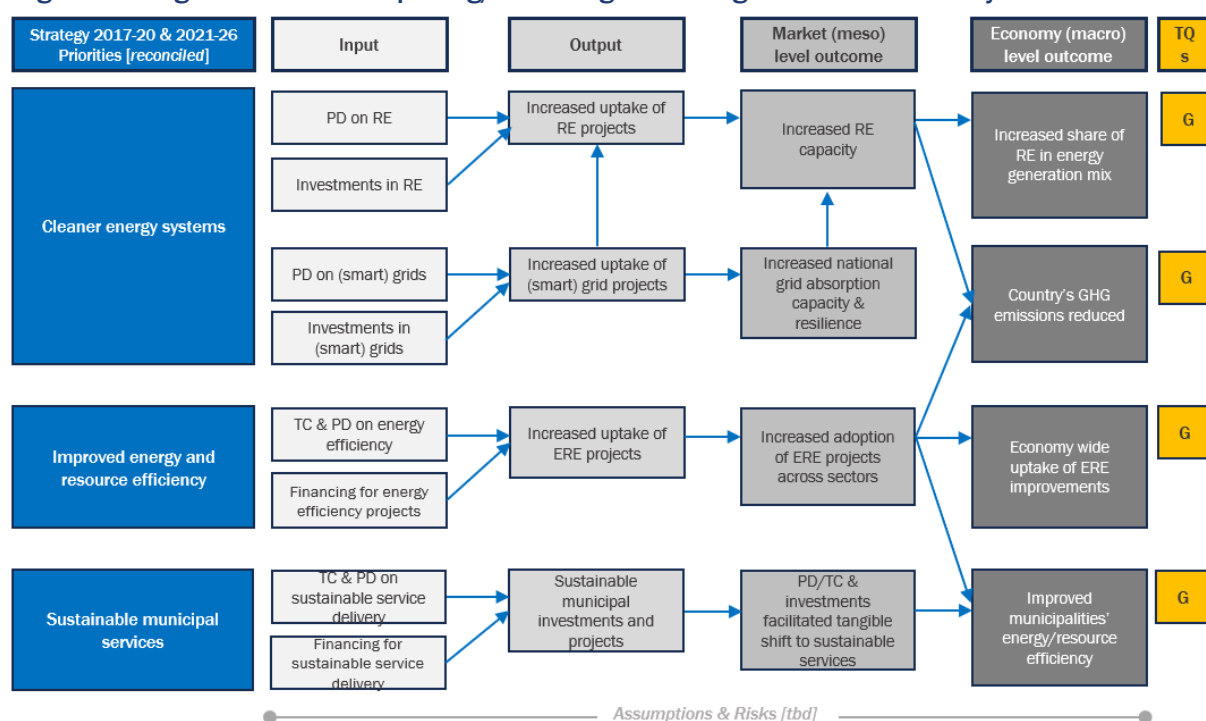 Strategy 2017-20 & 2021-26
Priorities [reconciled]
Input
Output
Market (meso)
level outcome
Economy (macro)
level outcome
TQ
s
Cleaner energy systems
PD on RE
Investments in RE
PD on (smart) grids
Investments in
(smart) grids
Increased uptake of
RE projects
Increased uptake of
(smart) grid projects
Increased RE
capacity
Increased national
grid absorption
capacity &
resilience
Increased share of
RE in energy
generation mix
G
Country's GHG
emissions reduced
G
Improved energy and
resource efficiency
TC & PD on energy
efficiency
Financing for energy
efficiency projects
Increased uptake of
ERE projects
Increased adoption
of ERE projects
across sectors
Economy wide
uptake of ERE
improvements
G
Sustainable municipal
services
TC & PD on
sustainable service
delivery
Financing for
sustainable service
delivery
Sustainable
municipal
investments and
projects
PD/TC &
investments
facilitated tangible
shift to sustainable
services
Improved
municipalities'
energy/resource
efficiency
G
Assumptions & Risks [tbd]